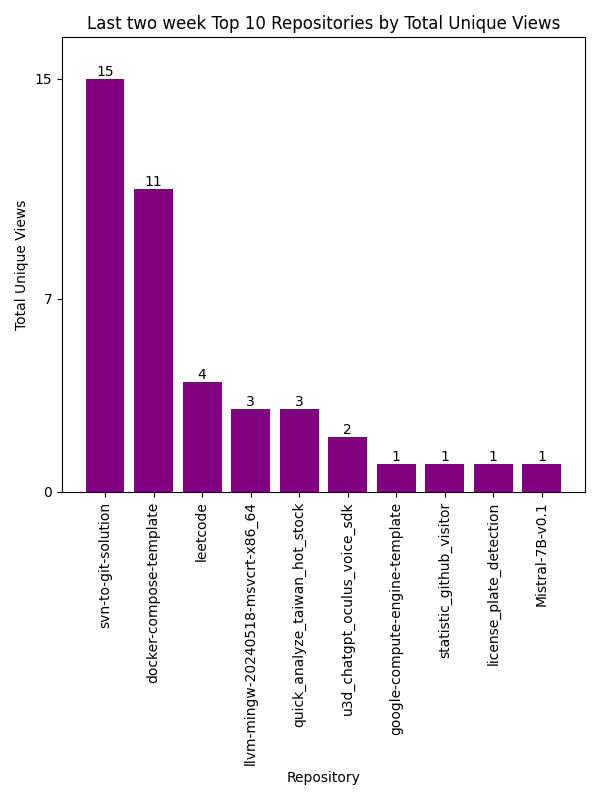 Last two week Top 10 Repositories by Total Unique Views
Total Unique Views
15
7
0
15
11
4
3
3
2
1
1
1
1
svn-to-git-solution
docker-compose-template
leetcode
llvm-mingw-20240518-msvcrt-x86_64
quick_analyze_taiwan_hot_stock
u3d_chatgpt_oculus_voice_sdk
google-compute-engine-template
statistic_github_visitor
license_plate_detection
Mistral-7B-v0.1
Repository